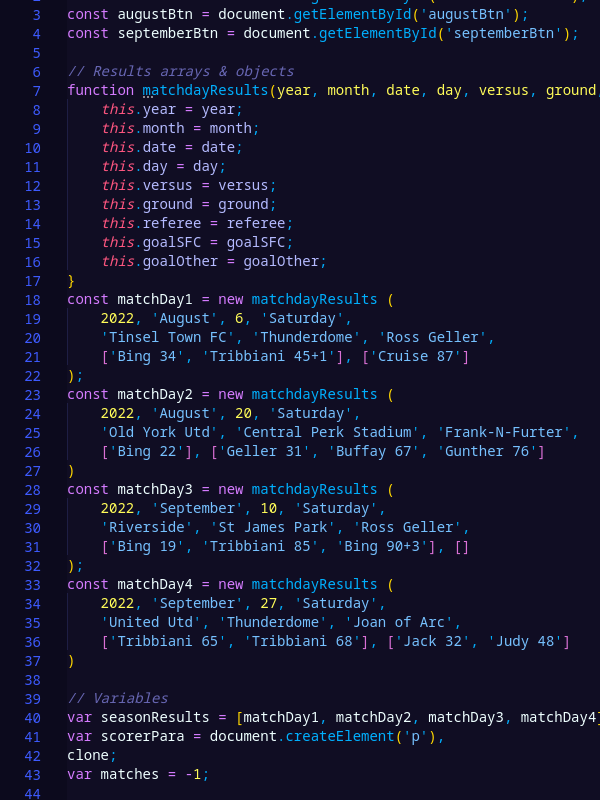 2
3 const augustBtn = document.getElementById('augustBtn');
4 const septemberBtn = document.getElementById('septemberBtn');
5
6 // Results arrays & objects
7 function matchdayResults(year, month, date, day, versus, ground,
8 this.year = year;
9 this.month = month;
10 this.date = date;
11 this.day = day;
12 this.versus = versus;
13 this.ground = ground;
14 this.referee = referee;
15 this.goalSFC = goalSFC;
16 this.goalOther = goalOther;
17 }
18 const matchDay1 = new matchdayResults (
19 2022, 'August', 6, 'Saturday',
20 'Tinsel Town FC', 'Thunderdome', 'Ross Geller',
21 ['Bing 34', 'Tribbiani 45+1'], ['Cruise 87']
22 );
23 const matchDay2 = new matchdayResults (
24 2022, 'August', 20, 'Saturday',
25 'Old York Utd', 'Central Perk Stadium', 'Frank-N-Furter',
26 ['Bing 22'], ['Geller 31', 'Buffay 67', 'Gunther 76']
27 )
28 const matchDay3 = new matchdayResults (
29 2022, 'September', 10, 'Saturday',
30 'Riverside', 'St James Park', 'Ross Geller',
31 ['Bing 19', 'Tribbiani 85', 'Bing 90+3'], []
32 );
33 const matchDay4 = new matchdayResults (
34 2022, 'September', 27, 'Saturday',
35 'United Utd', 'Thunderdome', 'Joan of Arc',
36 ['Tribbiani 65', 'Tribbiani 68'], ['Jack 32', 'Judy 48']
37 )
38
39 // Variables
40 var seasonResults = [matchDay1, matchDay2, matchDay3, matchDay4]
41 var scorerPara = document.createElement('p'),
42 clone;
43 var matches = -1;
44